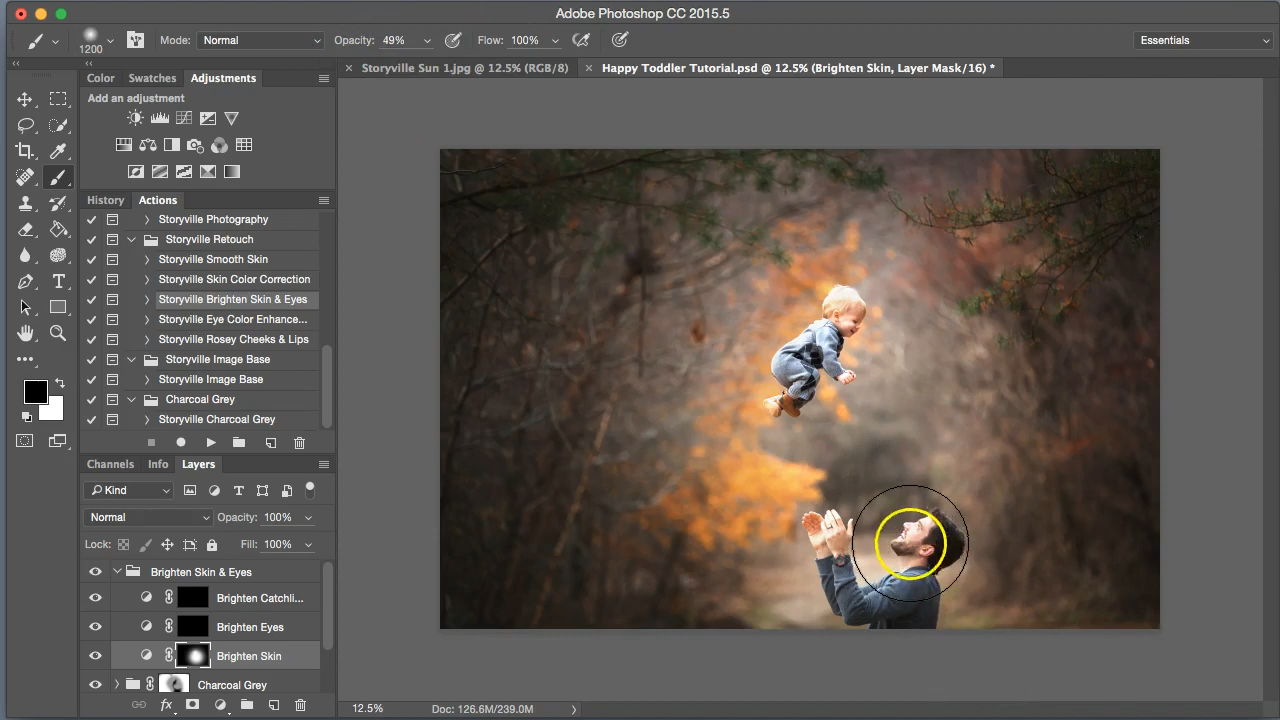 Adobe Photoshop CC 2015.5
1200 Mode: Normal Opacity: 49% Flow: 100% Essentials
Color Swatches Adjustments
× Storyville Sun 1.jpg @ 12.5% (RGB/8) × Happy Toddler Tutorial.psd @ 12.5% (Brighten Skin, Layer Mask/16) *
Add an adjustment
History Actions
Storyville Photography
Storyville Retouch
Storyville Smooth Skin
Storyville Skin Color Correction
Storyville Brighten Skin & Eyes
Storyville Eye Color Enhance...
Storyville Rosey Cheeks & Lips
Storyville Image Base
Storyville Image Base
Charcoal Grey
Storyville Charcoal Grey
Channels Info Layers
Kind
Normal Opacity: 100%
Lock: Fill: 100%
Brighten Skin & Eyes
Brighten Catchli...
Brighten Eyes
Brighten Skin
Charcoal Grey
fx
12.5% Doc: 126.6M/239.0M